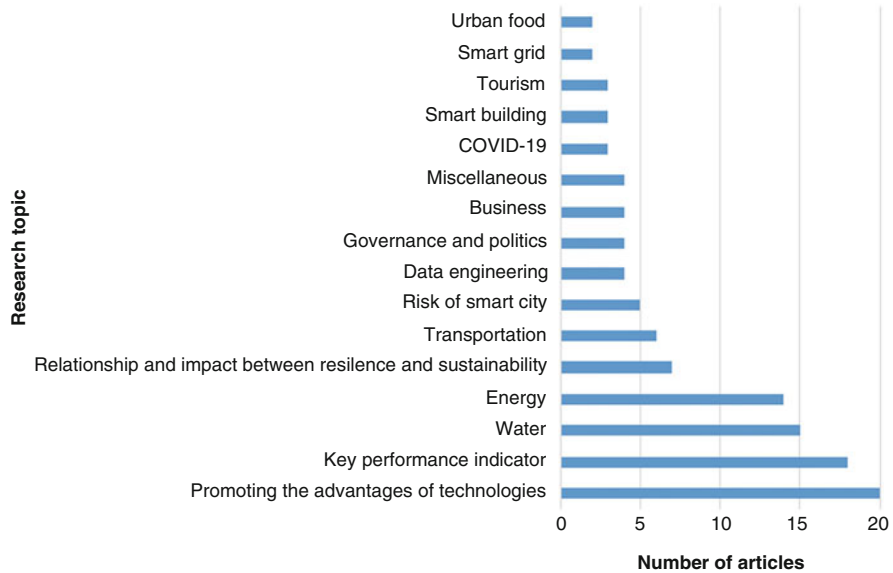 Urban food
Smart grid
Tourism
Smart building
COVID-19
Miscellaneous
Business
Governance and politics
Data engineering
Risk of smart city
Transportation
Relationship and impact between resilence and sustainability
Energy
Water
Key performance indicator
Promoting the advantages of technologies
Research topic
0 5 10 15 20
Number of articles